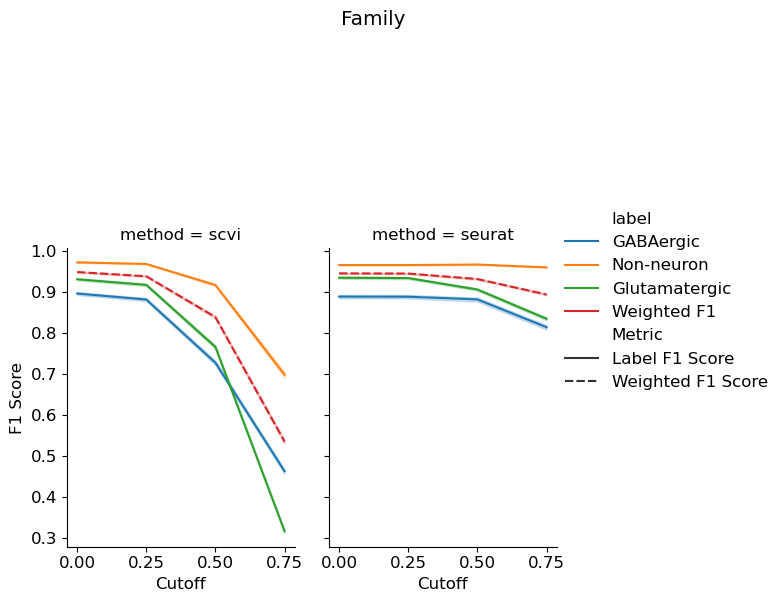 Family
method = scvi
method = seurat
F1 Score
1.0
0.9
0.8
0.7
0.6
0.5
0.4
0.3
0.00 0.25 0.50 0.75
Cutoff
0.00 0.25 0.50 0.75
Cutoff
label
GABAergic
Non-neuron
Glutamatergic
Weighted F1
Metric
Label F1 Score
Weighted F1 Score